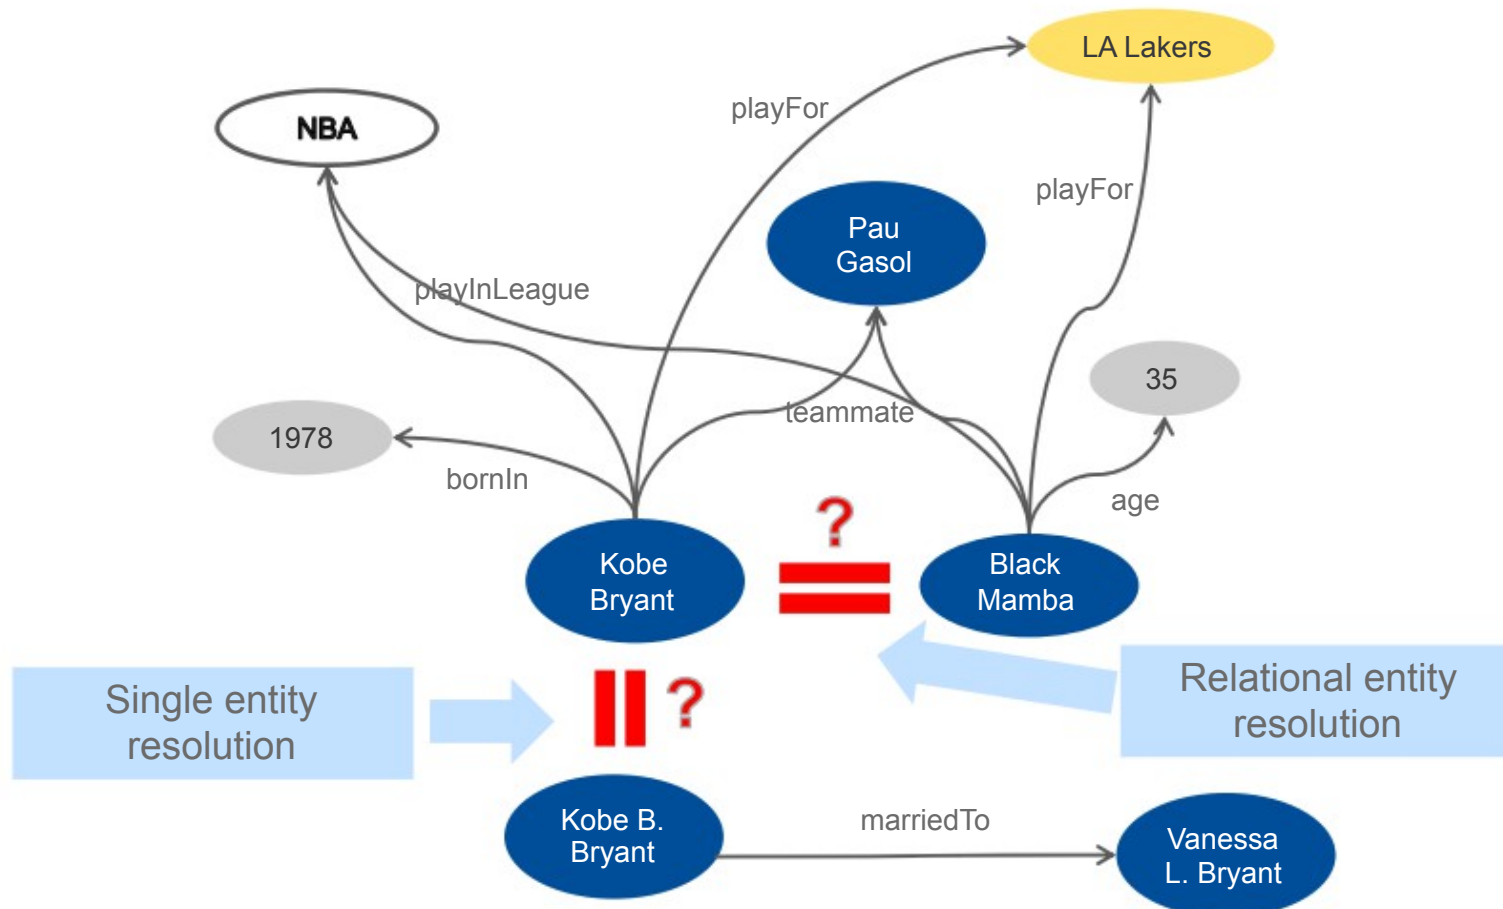 LA Lakers
playFor
NBA
playFor
Pau
Gasol
playInLeague
35
teammate
1978
bornIn
age
?
Kobe
Bryant
Black
Mamba
Single entity
resolution
?
Relational entity
resolution
Kobe B.
Bryant
marriedTo
Vanessa
L. Bryant